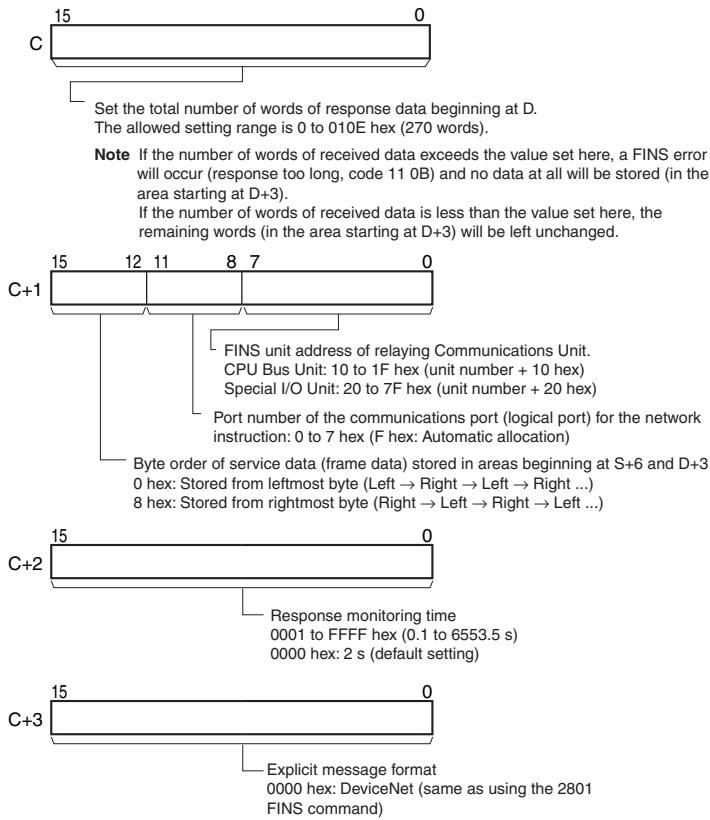 15 0
C
Set the total number of words of response data beginning at D.
The allowed setting range is 0 to 010E hex (270 words).
Note If the number of words of received data exceeds the value set here, a FINS error
will occur (response too long, code 11 0B) and no data at all will be stored (in the
area starting at D+3).
If the number of words of received data is less than the value set here, the
remaining words (in the area starting at D+3) will be left unchanged.
15 12 11 8 7 0
C+1
FINS unit address of relaying Communications Unit.
CPU Bus Unit: 10 to 1F hex (unit number + 10 hex)
Special I/O Unit: 20 to 7F hex (unit number + 20 hex)
Port number of the communications port (logical port) for the network
instruction: 0 to 7 hex (F hex: Automatic allocation)
Byte order of service data (frame data) stored in areas beginning at S+6 and D+3
0 hex: Stored from leftmost byte (Left → Right → Left → Right ...)
8 hex: Stored from rightmost byte (Right → Left → Right → Left ...)
15 0
C+2
Response monitoring time
0001 to FFFF hex (0.1 to 6553.5 s)
0000 hex: 2 s (default setting)
15 0
C+3
Explicit message format
0000 hex: DeviceNet (same as using the 2801
FINS command)